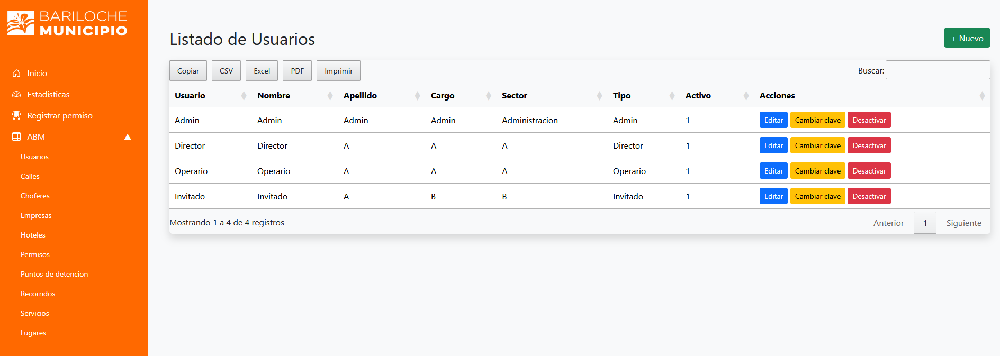 BARILOCHE
MUNICIPIO
Inicio
Estadisticas
Registrar permiso
ABM
Usuarios
Calles
Choferes
Empresas
Hoteles
Permisos
Puntos de detencion
Recorridos
Servicios
Lugares
Listado de Usuarios
+ Nuevo
Copiar CSV Excel PDF Imprimir Buscar:
Usuario Nombre Apellido Cargo Sector Tipo Activo Acciones
Admin Admin Admin Admin Administracion Admin 1 Editar Cambiar clave Desactivar
Director Director A A A Director 1 Editar Cambiar clave Desactivar
Operario Operario A A A Operario 1 Editar Cambiar clave Desactivar
Invitado Invitado A B B Invitado 1 Editar Cambiar clave Desactivar
Mostrando 1 a 4 de 4 registros Anterior 1 Siguiente